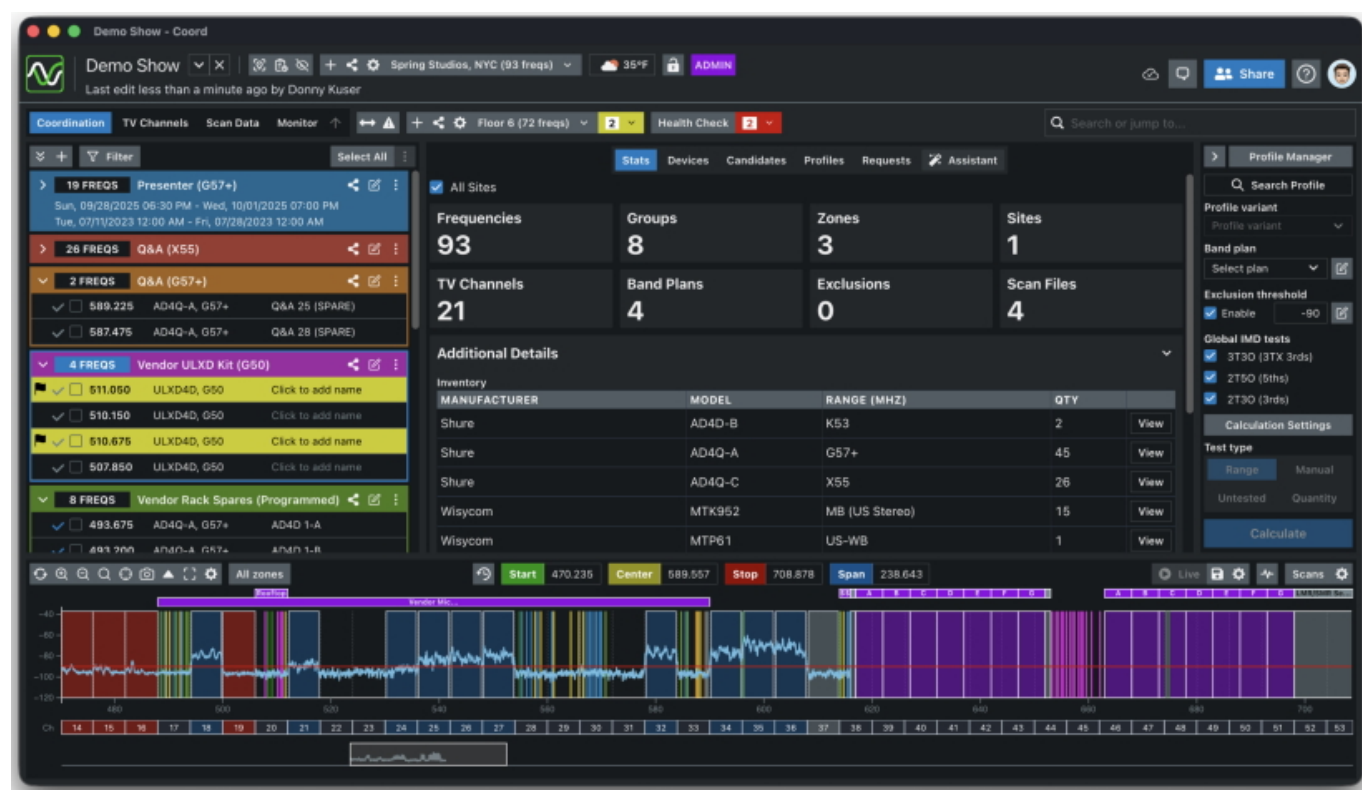 Demo Show - Coord
Demo Show
Spring Studios, NYC (93 freqs)
35°F
ADMIN
Share
Last edit less than a minute ago by Donny Kuser
Coordination TV Channels Scan Data Monitor
Floor 6 (72 freqs)
2
Health Check 2
Search or jump to...
Filter
Select All
19 FREQS Presenter (G57+)
Sun, 09/28/2025 06:30 PM - Wed, 10/01/2025 07:00 PM
Tue, 07/11/2023 12:00 AM - Fri, 07/28/2023 12:00 AM
26 FREQS Q&A (X55)
2 FREQS Q&A (G57+)
589.225 AD4Q-A, G57+ Q&A 25 (SPARE)
587.475 AD4Q-A, G57+ Q&A 28 (SPARE)
4 FREQS Vendor ULXD Kit (G50)
511.050 ULXD4D, G50 Click to add name
510.150 ULXD4D, G50 Click to add name
510.675 ULXD4D, G50 Click to add name
507.850 ULXD4D, G50 Click to add name
8 FREQS Vendor Rack Spares (Programmed)
493.675 AD4Q-A, G57+ AD4D 1-A
493.200 AD4Q-A, G57+ AD4D 1-B
Stats Devices Candidates Profiles Requests Assistant
All Sites
Frequencies Groups Zones Sites
93 8 3 1
TV Channels Band Plans Exclusions Scan Files
21 4 0 4
Additional Details
Inventory
MANUFACTURER MODEL RANGE (MHZ) QTY
Shure AD4D-B K53 2 View
Shure AD4Q-A G57+ 45 View
Shure AD4Q-C X55 26 View
Wisycom MTK952 MB (US Stereo) 15 View
Wisycom MTP61 US-WB 1 View
Profile Manager
Search Profile
Profile variant
Profile variant
Band plan
Select plan
Exclusion threshold
Enable -90
Global IMD tests
3T3O (3TX 3rds)
2T5O (5ths)
2T3O (3rds)
Calculation Settings
Test type
Range Manual
Untested Quantity
Calculate
All zones
Start 470.235 Center 589.557 Stop 708.878 Span 238.643
Live
Scans
Vendor Mic...
A B C D E F G
A B C D E F G
-40
-60
-80
-100
-120
480 500 520 540 560 580 600 620 640 660 680 700
Ch 14 15 16 17 18 19 20 21 22 23 24 25 26 27 28 29 30 31 32 33 34 35 36 37 38 39 40 41 42 43 44 45 46 47 48 49 50 51 52 53